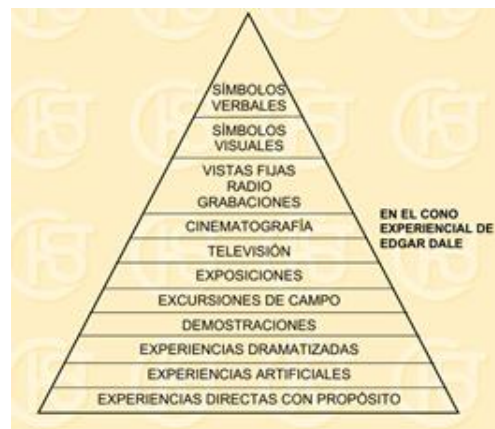 SÍMBOLOS
VERBALES
SÍMBOLOS
VISUALES
VISTAS FIJAS
RADIO
GRABACIONES
CINEMATOGRAFÍA
TELEVISIÓN
EXPOSICIONES
EXCURSIONES DE CAMPO
DEMOSTRACIONES
EXPERIENCIAS DRAMATIZADAS
EXPERIENCIAS ARTIFICIALES
EXPERIENCIAS DIRECTAS CON PROPÓSITO
EN EL CONO
EXPERIENCIAL DE
EDGAR DALE